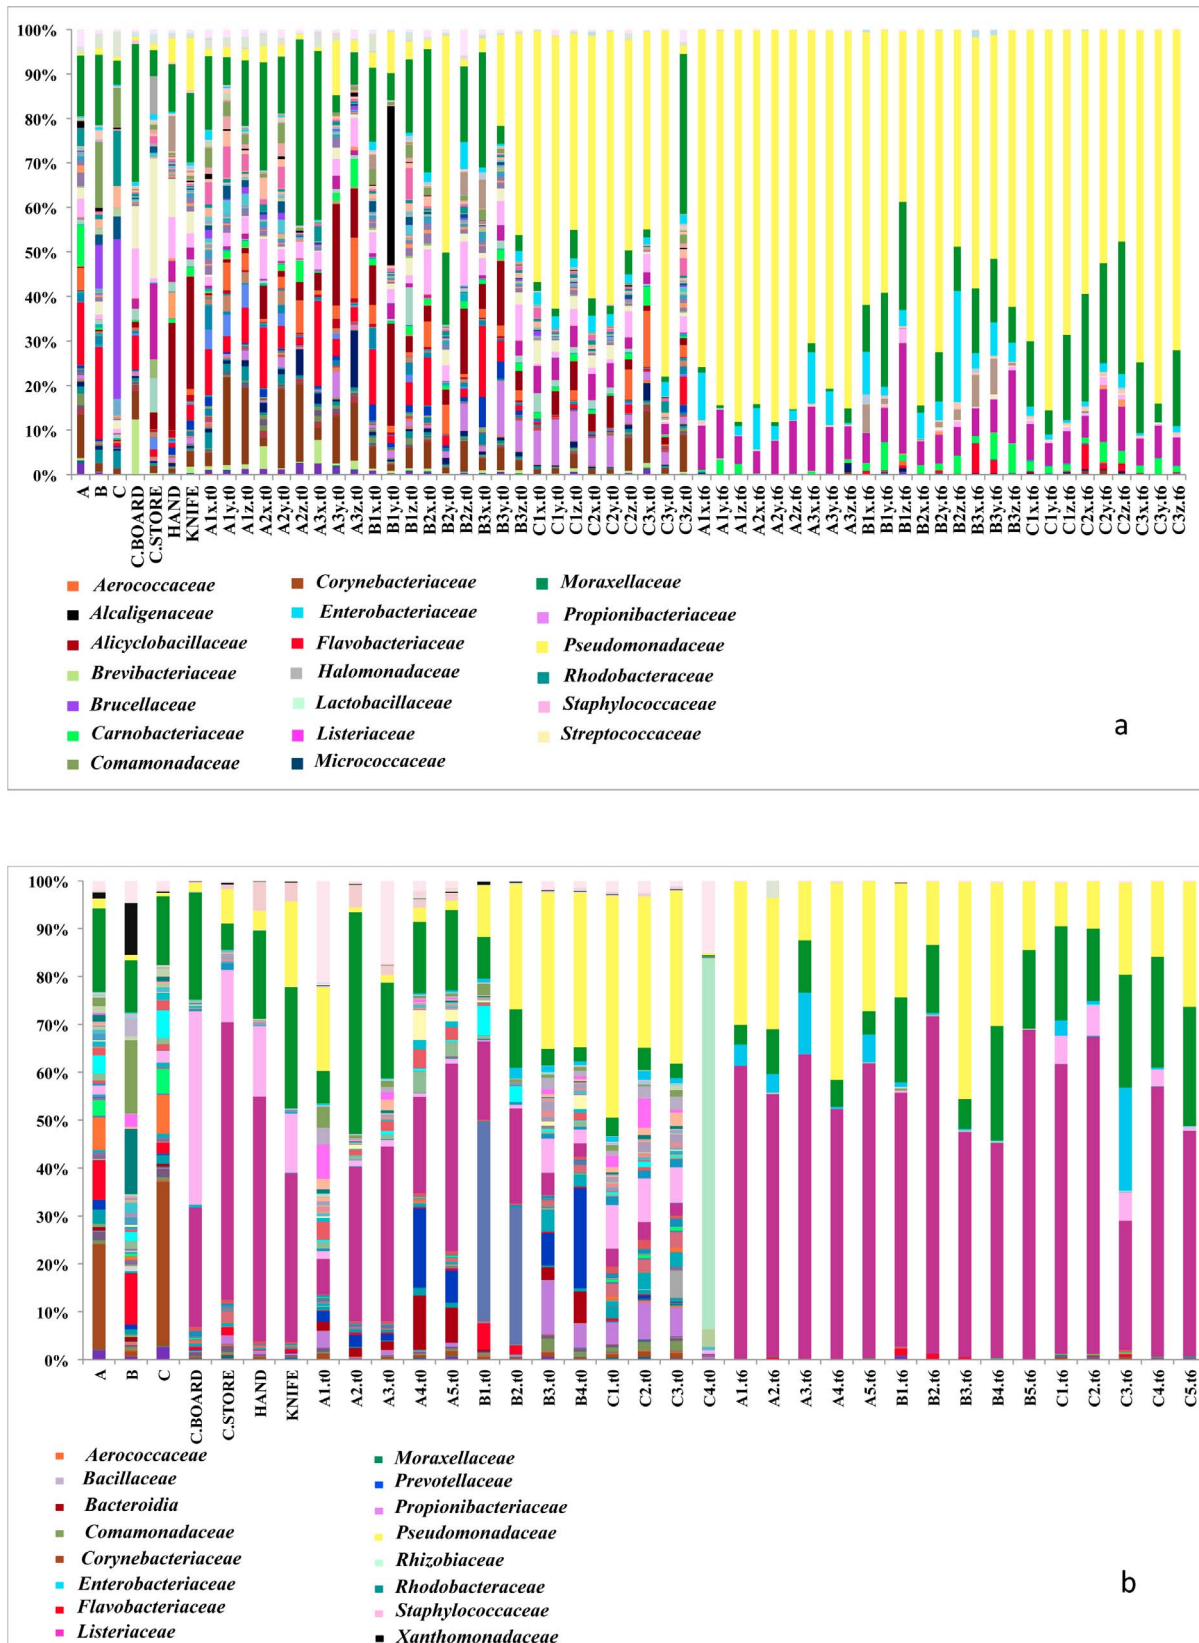 100%
90%
80%
70%
60%
50%
40%
30%
20%
10%
0%
A B C C.BOARD C.STORE HAND KNIFE A1x.t0 A1y.t0 A1z.t0 A2x.t0 A2y.t0 A2z.t0 A3x.t0 A3y.t0 A3z.t0 B1x.t0 B1y.t0 B1z.t0 B2x.t0 B2y.t0 B2z.t0 B3x.t0 B3y.t0 B3z.t0 C1x.t0 C1y.t0 C1z.t0 C2x.t0 C2y.t0 C2z.t0 C3x.t0 C3y.t0 C3z.t0 A1x.t6 A1y.t6 A1z.t6 A2x.t6 A2y.t6 A2z.t6 A3x.t6 A3y.t6 A3z.t6 B1x.t6 B1y.t6 B1z.t6 B2x.t6 B2y.t6 B2z.t6 B3x.t6 B3y.t6 B3z.t6 C1x.t6 C1y.t6 C1z.t6 C2x.t6 C2y.t6 C2z.t6 C3x.t6 C3y.t6 C3z.t6
Aerococcaceae Corynebacteriaceae Moraxellaceae
Alcaligenaceae Enterobacteriaceae Propionibacteriaceae
Alicyclobacillaceae Flavobacteriaceae Pseudomonadaceae
Brevibacteriaceae Halomonadaceae Rhodobacteraceae
Brucellaceae Lactobacillaceae Staphylococcaceae
Carnobacteriaceae Listeriaceae Streptococcaceae
Comamonadaceae Micrococcaceae
a
100%
90%
80%
70%
60%
50%
40%
30%
20%
10%
0%
A B C C.BOARD C.STORE HAND KNIFE A1.t0 A2.t0 A3.t0 A4.t0 A5.t0 B1.t0 B2.t0 B3.t0 B4.t0 C1.t0 C2.t0 C3.t0 C4.t0 A1.t6 A2.t6 A3.t6 A4.t6 A5.t6 B1.t6 B2.t6 B3.t6 B4.t6 B5.t6 C1.t6 C2.t6 C3.t6 C4.t6 C5.t6
Aerococcaceae Moraxellaceae
Bacillaceae Prevotellaceae
Bacteroidia Propionibacteriaceae
Comamonadaceae Pseudomonadaceae
Corynebacteriaceae Rhizobiaceae
Enterobacteriaceae Rhodobacteraceae
Flavobacteriaceae Staphylococcaceae
Listeriaceae Xanthomonadaceae
b